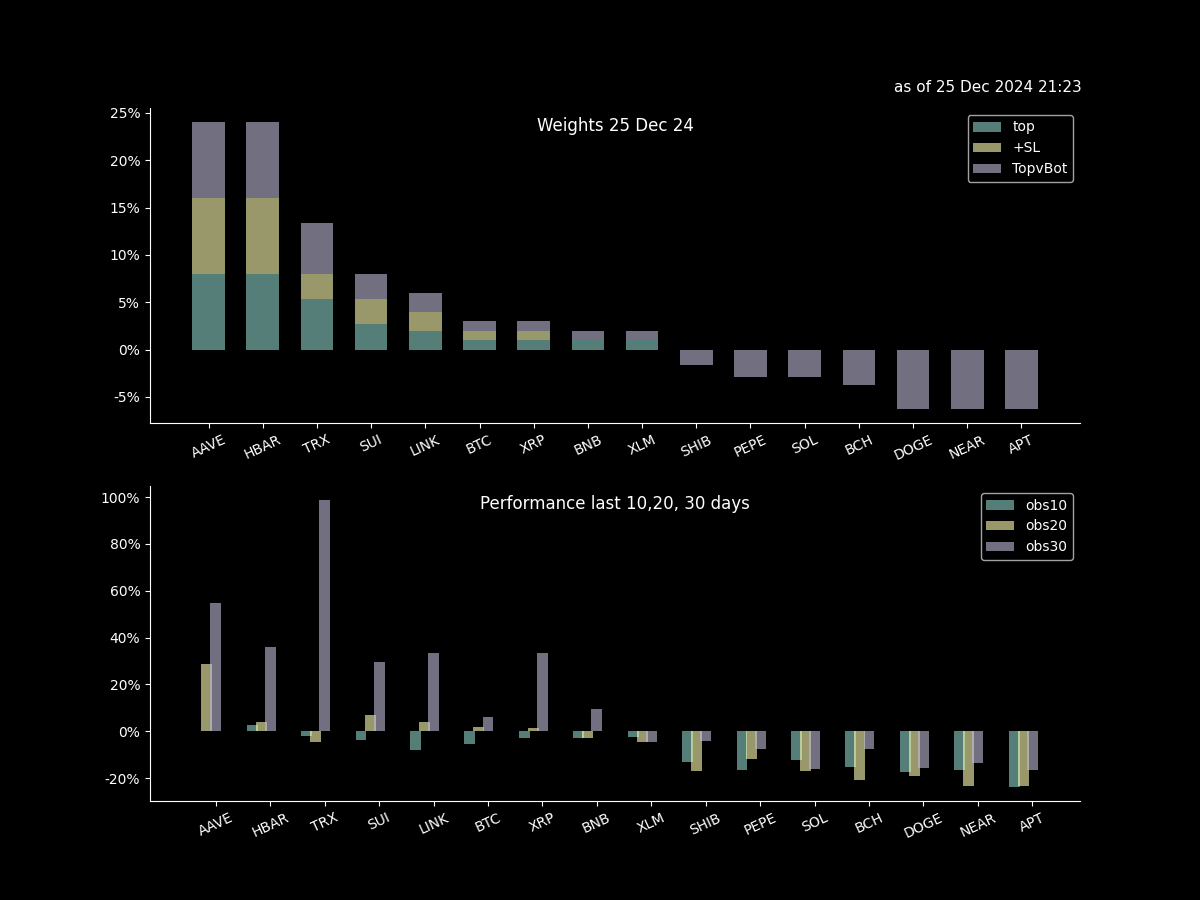 as of 25 Dec 2024 21:23
Weights 25 Dec 24
top
+SL
TopvBot
25%
20%
15%
10%
5%
0%
-5%
AAVE HBAR TRX SUI LINK BTC XRP BNB XLM SHIB PEPE SOL BCH DOGE NEAR APT
Performance last 10,20, 30 days
obs10
obs20
obs30
100%
80%
60%
40%
20%
0%
-20%
AAVE HBAR TRX SUI LINK BTC XRP BNB XLM SHIB PEPE SOL BCH DOGE NEAR APT